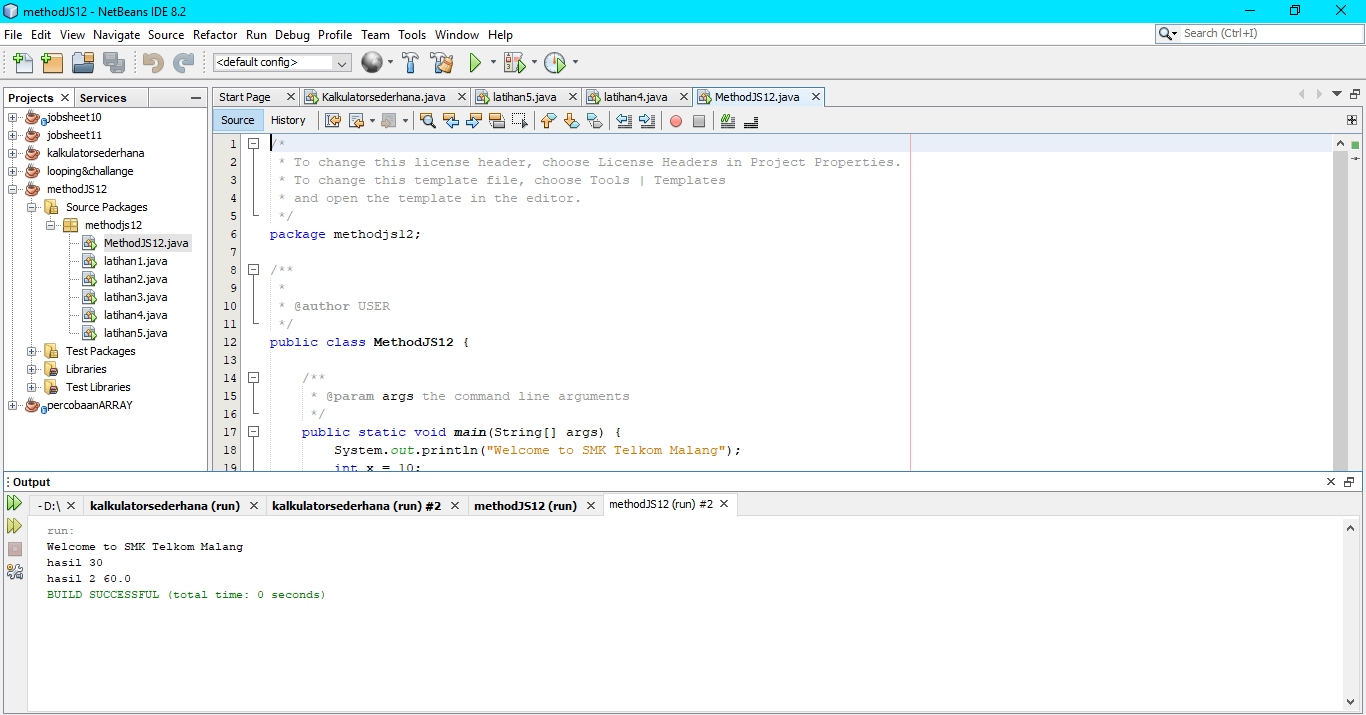 methodJS12 - NetBeans IDE 8.2
File Edit View Navigate Source Refactor Run Debug Profile Team Tools Window Help
Search (Ctrl+I)
<default config>
Projects
Services
jobsheet10
jobsheet11
kalkulatorsederhana
looping&challange
methodJS12
Source Packages
methodjs12
MethodJS12.java
latihan1.java
latihan2.java
latihan3.java
latihan4.java
latihan5.java
Test Packages
Libraries
Test Libraries
percobaanARRAY
Start Page
Kalkulatorsederhana.java
latihan5.java
latihan4.java
MethodJS12.java
Source
History
1 /*
2 * To change this license header, choose License Headers in Project Properties.
3 * To change this template file, choose Tools | Templates
4 * and open the template in the editor.
5 */
6 package methodjs12;
7
8 /**
9 *
10 * @author USER
11 */
12 public class MethodJS12 {
13
14 /**
15 * @param args the command line arguments
16 */
17 public static void main(String[] args) {
18 System.out.println("Welcome to SMK Telkom Malang");
19 int x = 10;
Output
- D:\
kalkulatorsederhana (run)
kalkulatorsederhana (run) #2
methodJS12 (run)
methodJS12 (run) #2
run:
Welcome to SMK Telkom Malang
hasil 30
hasil 2 60.0
BUILD SUCCESSFUL (total time: 0 seconds)